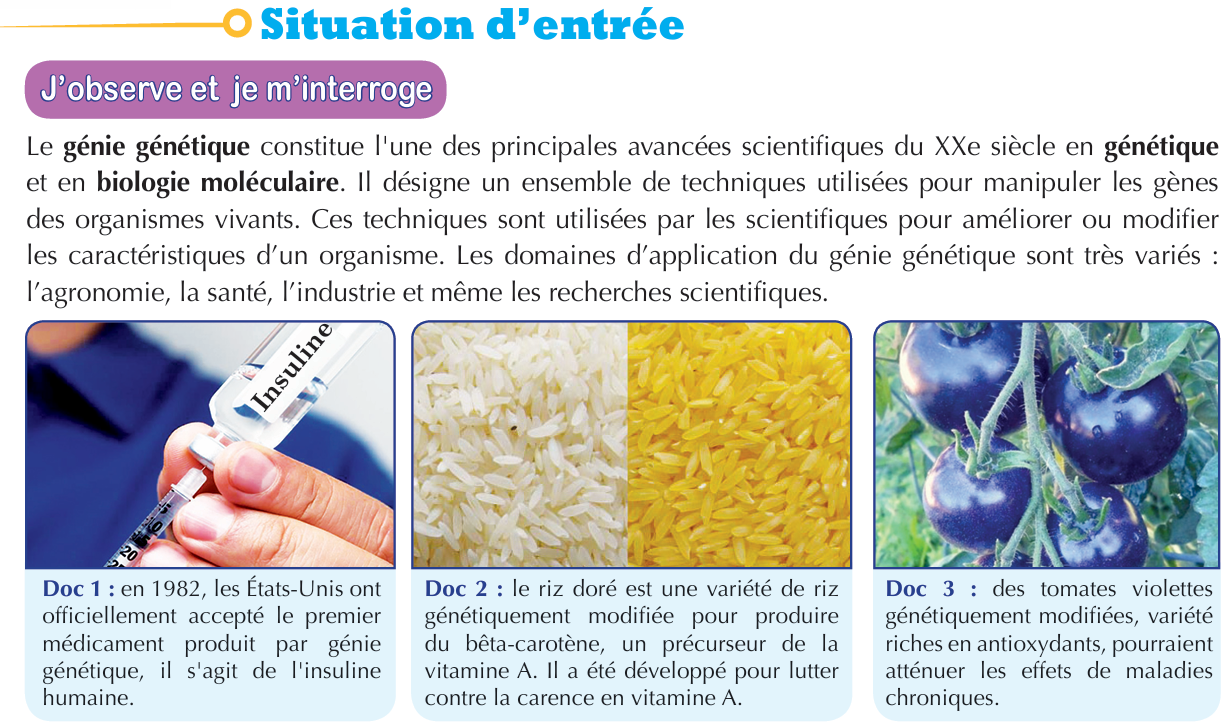 Situation d'entrée
J'observe et je m'interroge
Le génie génétique constitue l'une des principales avancées scientifiques du XXe siècle en génétique
et en biologie moléculaire. Il désigne un ensemble de techniques utilisées pour manipuler les gènes
des organismes vivants. Ces techniques sont utilisées par les scientifiques pour améliorer ou modifier
les caractéristiques d'un organisme. Les domaines d'application du génie génétique sont très variés :
l'agronomie, la santé, l'industrie et même les recherches scientifiques.
Insuline
20
Doc 1 : en 1982, les États-Unis ont
officiellement accepté le premier
médicament produit par génie
génétique, il s'agit de l'insuline
humaine.
Doc 2 : le riz doré est une variété de riz
génétiquement modifiée pour produire
du bêta-carotène, un précurseur de la
vitamine A. Il a été développé pour lutter
contre la carence en vitamine A.
Doc 3 : des tomates violettes
génétiquement modifiées, variété
riches en antioxydants, pourraient
atténuer les effets de maladies
chroniques.